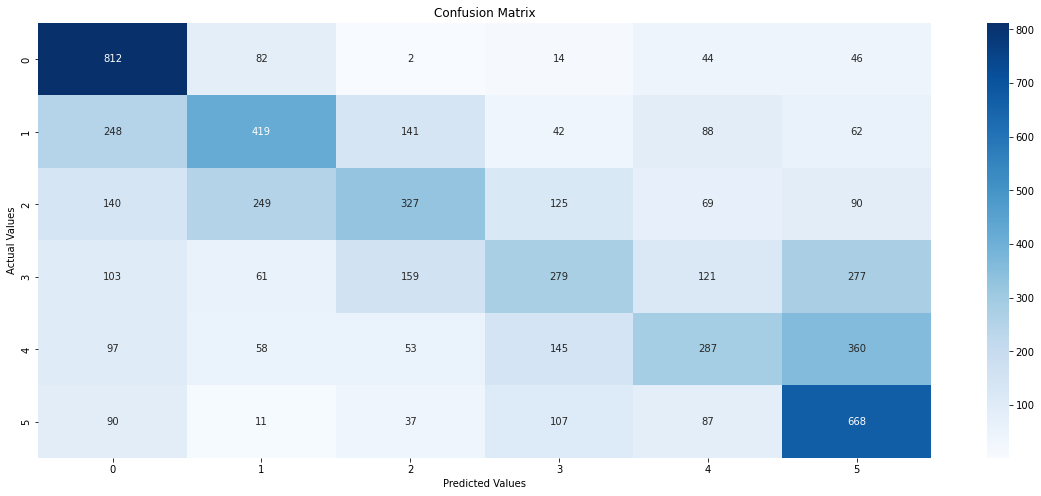 Confusion Matrix
0 812 82 2 14 44 46
1 248 419 141 42 88 62
2 140 249 327 125 69 90
3 103 61 159 279 121 277
4 97 58 53 145 287 360
5 90 11 37 107 87 668
0 1 2 3 4 5
Predicted Values
Actual Values
800
700
600
500
400
300
200
100